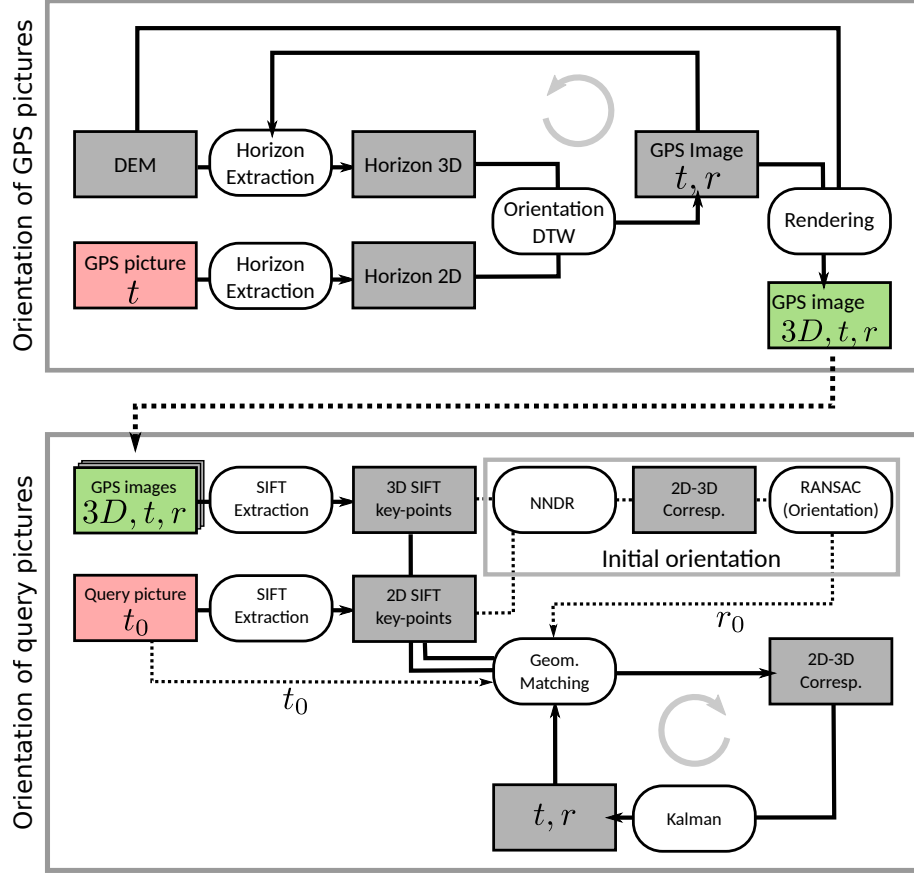 Orientation of GPS pictures
DEM
Horizon
Extraction
Horizon 3D
GPS Image
t, r
Orientation
DTW
Rendering
GPS picture
t
Horizon
Extraction
Horizon 2D
GPS image
3D, t, r
Orientation of query pictures
GPS images
3D, t, r
SIFT
Extraction
3D SIFT
key-points
NNDR
2D-3D
Corresp.
RANSAC
(Orientation)
Initial orientation
Query picture
t₀
SIFT
Extraction
2D SIFT
key-points
r₀
t₀
Geom.
Matching
2D-3D
Corresp.
t, r
Kalman